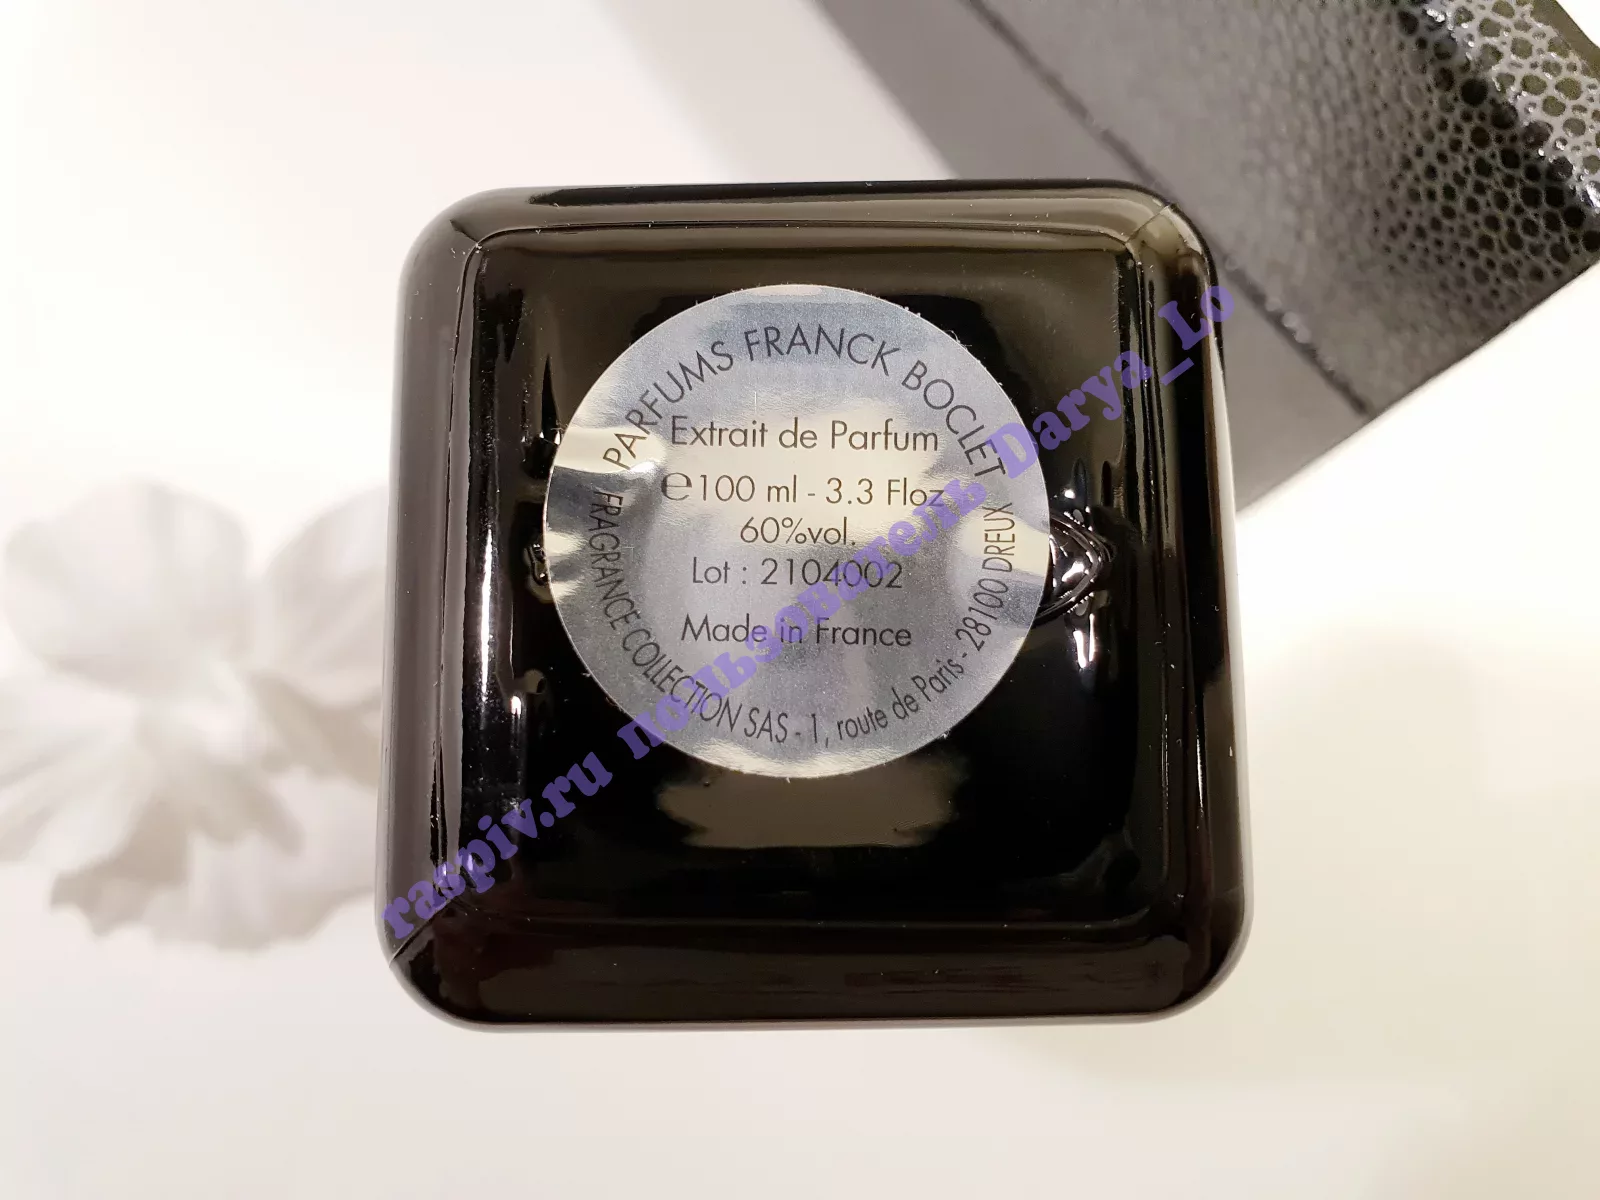 PARFUMS FRANCK BOCLET
Extrait de Parfum
℮100 ml - 3.3 Floz
60%vol.
Lot : 2104002
Made in France
FRAGRANCE COLLECTION SAS - 1, route de Paris - 28100 DREUX
raspiv.ru пользователь Darya_Lo